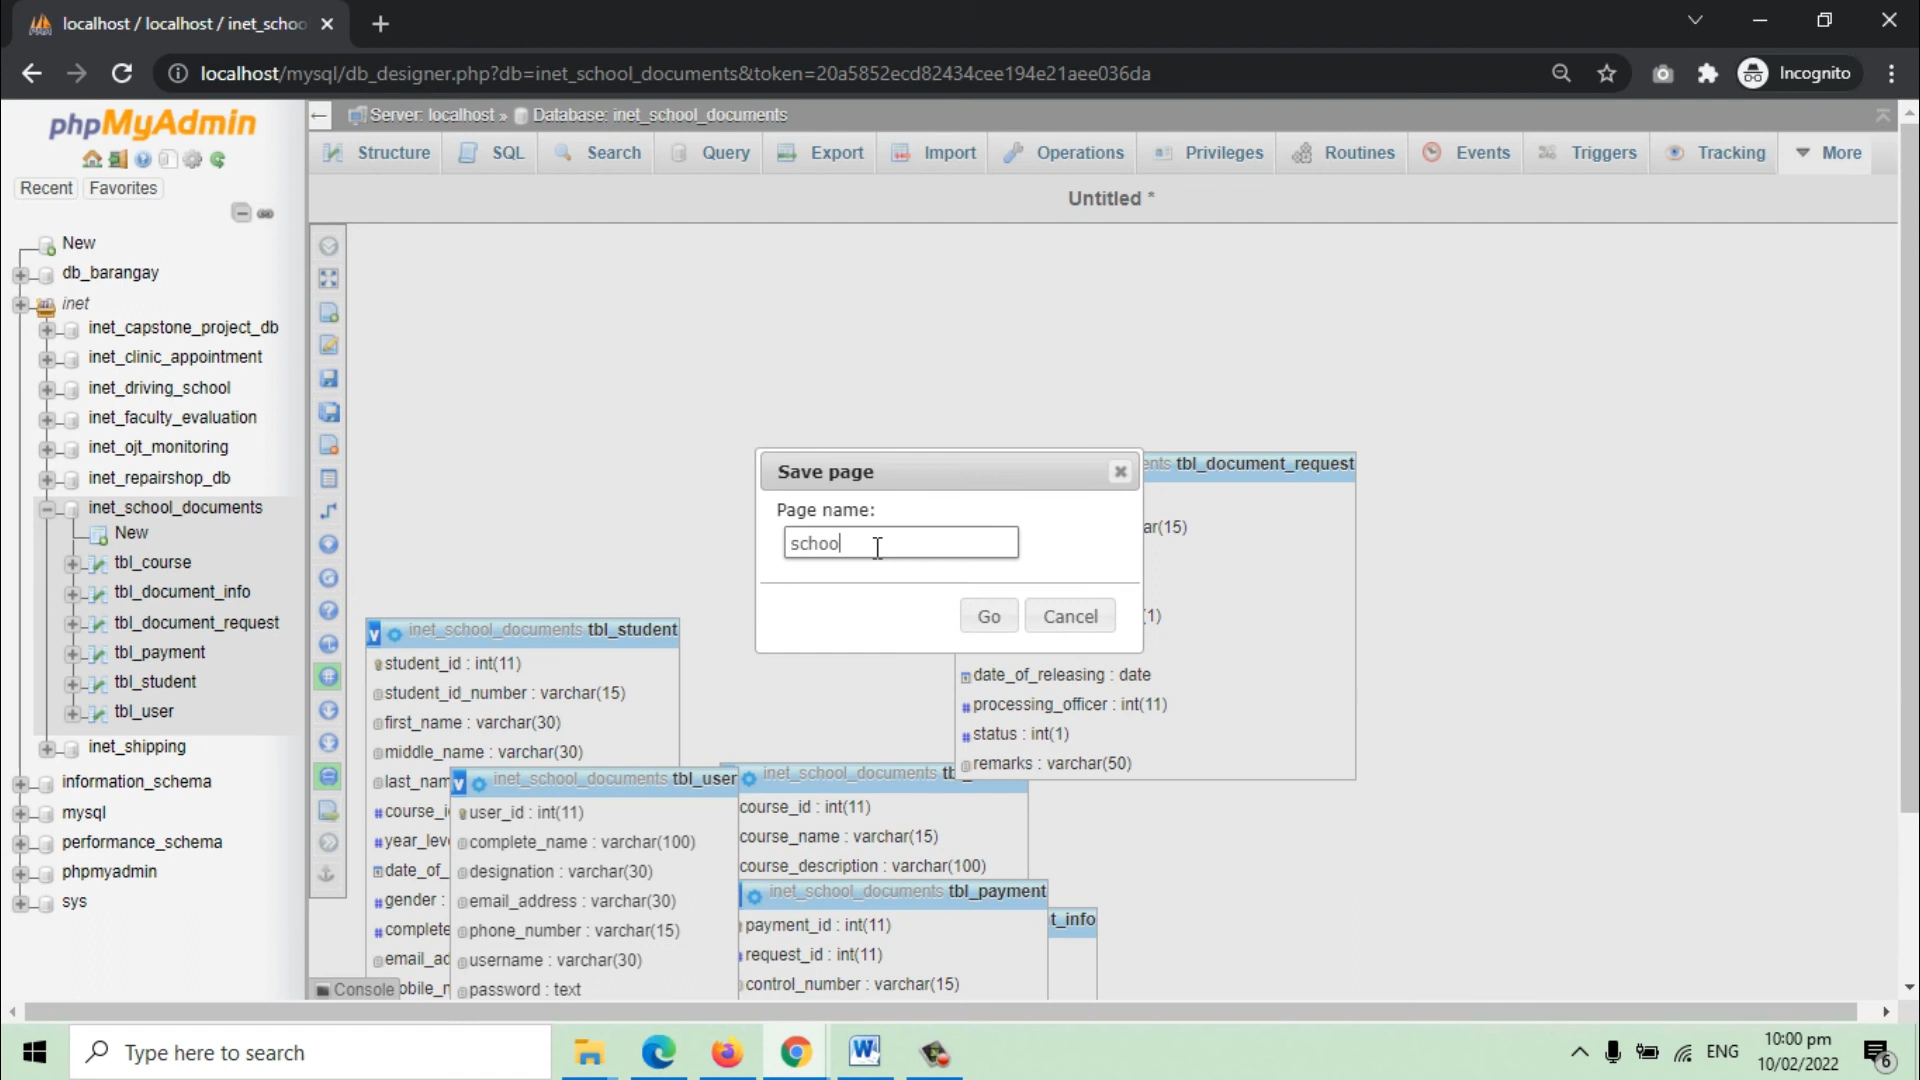 localhost / localhost / inet_schoo
localhost/mysql/db_designer.php?db=inet_school_documents&token=20a5852ecd82434cee194e21aee036da
Incognito
phpMyAdmin
Recent
Favorites
New
db_barangay
inet
inet_capstone_project_db
inet_clinic_appointment
inet_driving_school
inet_faculty_evaluation
inet_ojt_monitoring
inet_repairshop_db
inet_school_documents
New
tbl_course
tbl_document_info
tbl_document_request
tbl_payment
tbl_student
tbl_user
inet_shipping
information_schema
mysql
performance_schema
phpmyadmin
sys
Server: localhost » Database: inet_school_documents
Structure SQL Search Query Export Import Operations Privileges Routines Events Triggers Tracking More
Untitled *
Save page
Page name:
schoo
Go
Cancel
ents tbl_document_request
ar(15)
(1)
date_of_releasing : date
processing_officer : int(11)
status : int(1)
remarks : varchar(50)
v inet_school_documents tbl_student
student_id : int(11)
student_id_number : varchar(15)
first_name : varchar(30)
middle_name : varchar(30)
last_nam
course_i
year_leve
date_of_
gender :
complete
email_ad
obile_n
v inet_school_documents tbl_user
user_id : int(11)
complete_name : varchar(100)
designation : varchar(30)
email_address : varchar(30)
phone_number : varchar(15)
username : varchar(30)
password : text
inet_school_documents tb
course_id : int(11)
course_name : varchar(15)
course_description : varchar(100)
inet_school_documents tbl_payment
payment_id : int(11)
request_id : int(11)
control_number : varchar(15)
t_info
Console
Type here to search
W
ENG
10:00 pm
10/02/2022
6